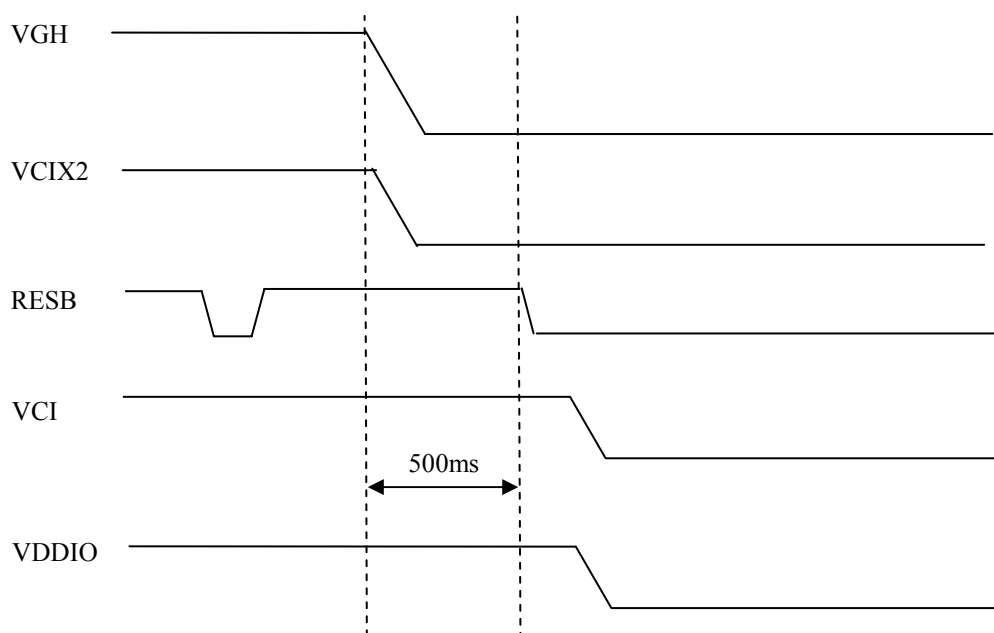 VGH
VCIX2
RESB
VCI
500ms
VDDIO